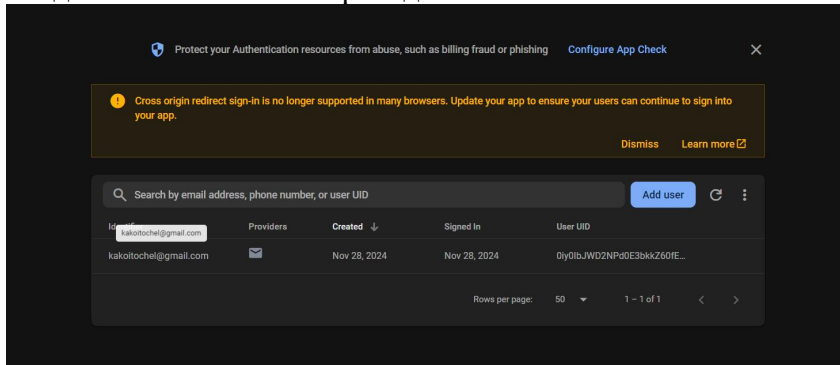 Protect your Authentication resources from abuse, such as billing fraud or phishing Configure App Check
Cross origin redirect sign-in is no longer supported in many browsers. Update your app to ensure your users can continue to sign into
your app.
Dismiss Learn more
Search by email address, phone number, or user UID Add user
Providers Created Signed In User UID
kakoitochel@gmail.com
kakoitochel@gmail.com Nov 28, 2024 Nov 28, 2024 0iy0IbJWD2NPd0E3bkkZ60fE...
Rows per page: 50 1 – 1 of 1